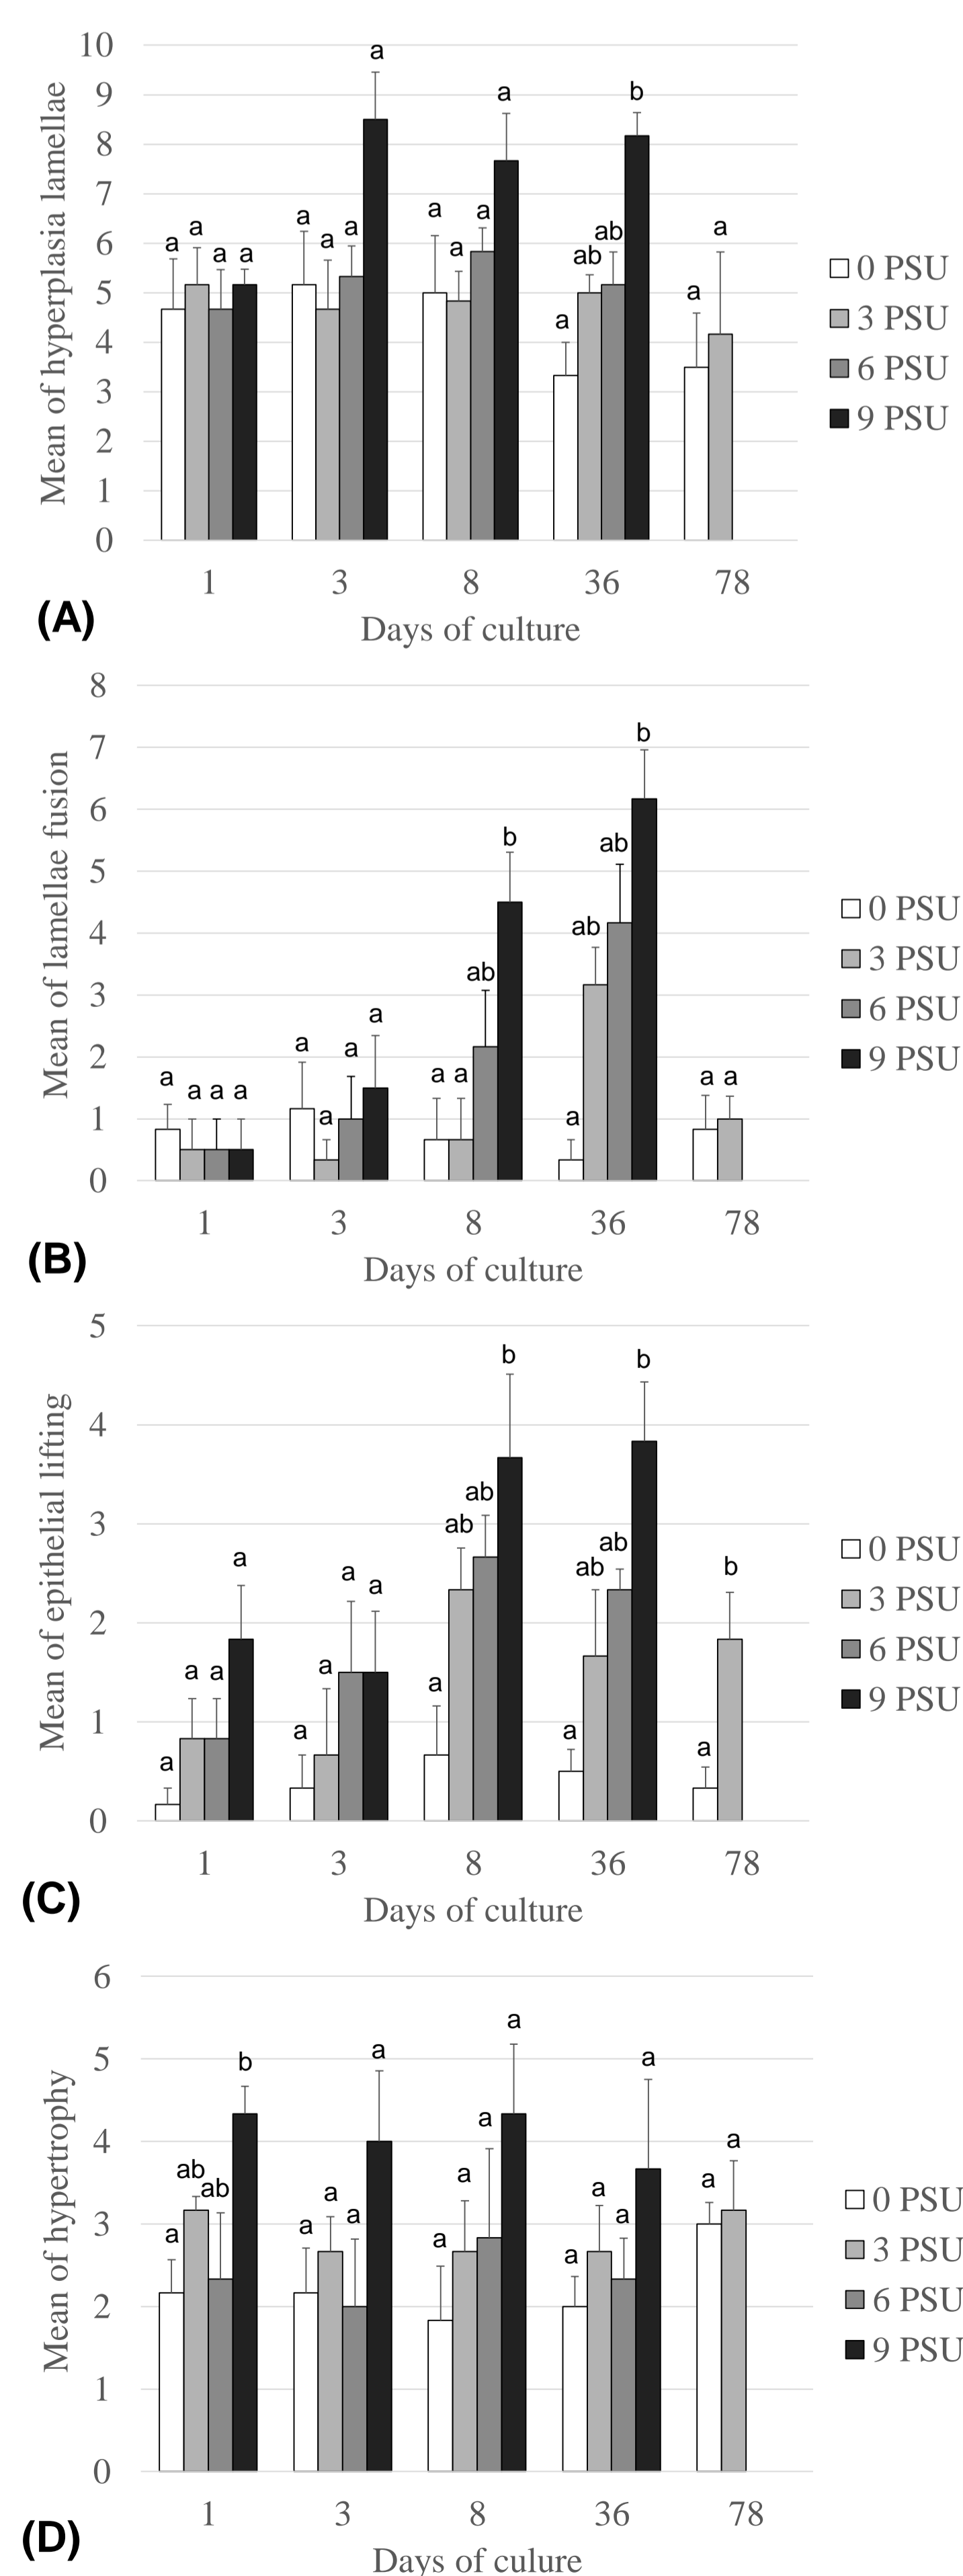 10
9
8
7
6
5
4
3
2
1
0
Mean of hyperplasia lamellae
a a a a
a a a a
a a a a
a ab ab b
a a
1 3 8 36 78
Days of culture
0 PSU
3 PSU
6 PSU
9 PSU
(A)
8
7
6
5
4
3
2
1
0
Mean of lamellae fusion
a a a a
a a a a
a a ab b
a ab ab b
a a
1 3 8 36 78
Days of culture
0 PSU
3 PSU
6 PSU
9 PSU
(B)
5
4
3
2
1
0
Mean of epithelial lifting
a a a a
a a a a
a ab ab b
a ab ab b
a b
1 3 8 36 78
Days of culture
0 PSU
3 PSU
6 PSU
9 PSU
(C)
6
5
4
3
2
1
0
Mean of hypertrophy
a ab ab b
a a a a
a a a a
a a a a
a a
1 3 8 36 78
Days of culure
0 PSU
3 PSU
6 PSU
9 PSU
(D)